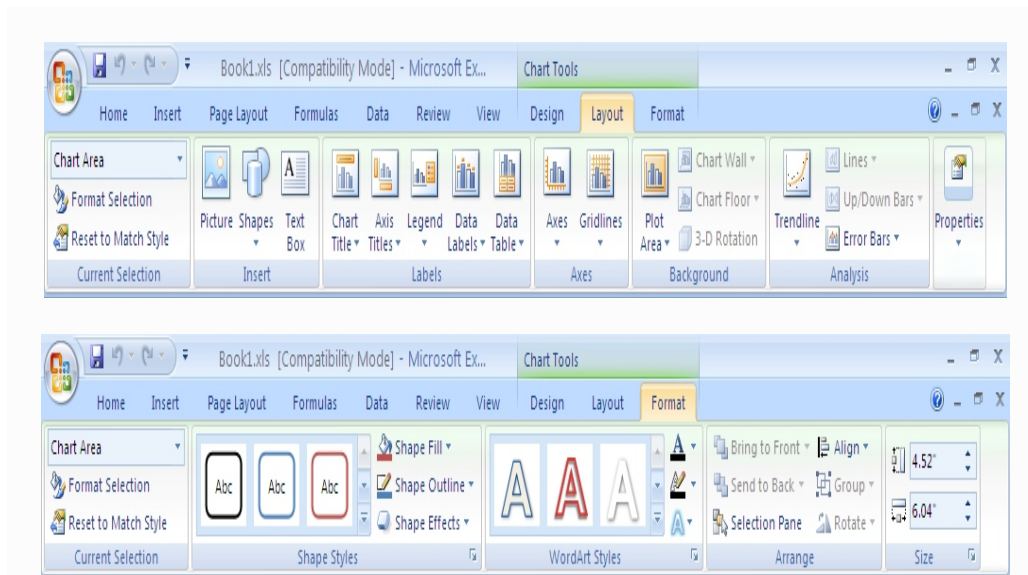 Book1.xls [Compatibility Mode] - Microsoft Ex... Chart Tools
Home Insert Page Layout Formulas Data Review View Design Layout Format
Chart Area
Format Selection
Reset to Match Style
Current Selection
Picture Shapes Text Box
Insert
Chart Title Axis Titles Legend Data Labels Data Table
Labels
Axes Gridlines
Axes
Plot Area
Chart Wall
Chart Floor
3-D Rotation
Background
Trendline
Lines
Up/Down Bars
Error Bars
Analysis
Properties
Book1.xls [Compatibility Mode] - Microsoft Ex... Chart Tools
Home Insert Page Layout Formulas Data Review View Design Layout Format
Chart Area
Format Selection
Reset to Match Style
Current Selection
Abc Abc Abc
Shape Fill
Shape Outline
Shape Effects
Shape Styles
A A A
A
A
WordArt Styles
Bring to Front Align
Send to Back Group
Selection Pane Rotate
Arrange
4.52"
6.04"
Size